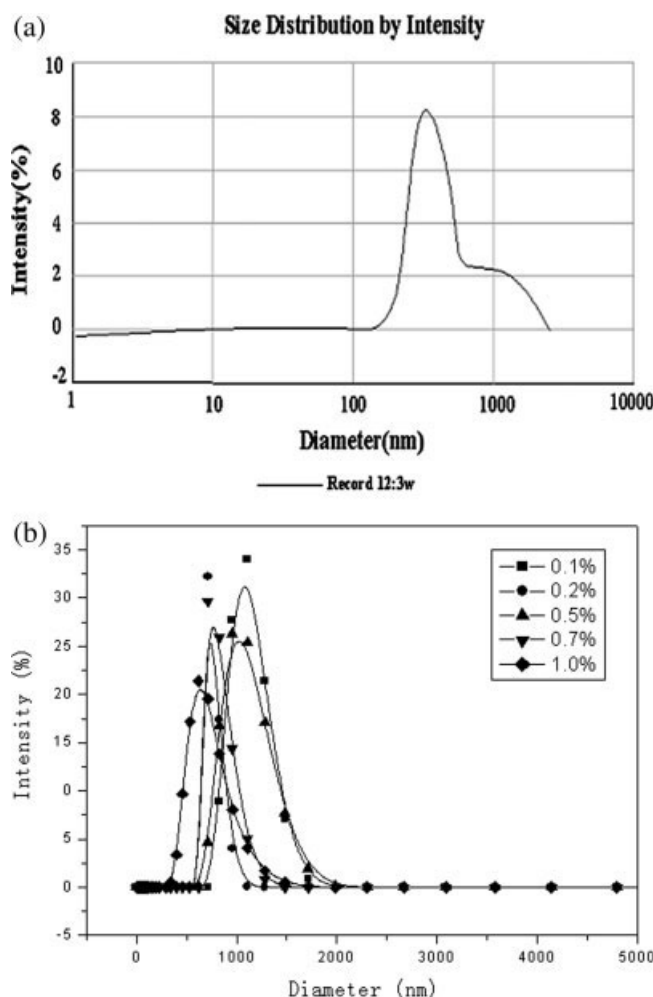 (a)
Size Distribution by Intensity
Intensity(%)
10
8
6
4
2
0
-2
1 10 100 1000 10000
Diameter(nm)
Record 12:3w
(b)
Intensity (%)
35
30
25
20
15
0
5
0
-5
0.1%
0.2%
0.5%
0.7%
1.0%
0 1000 2000 3000 4000 5000
Diameter (nm)